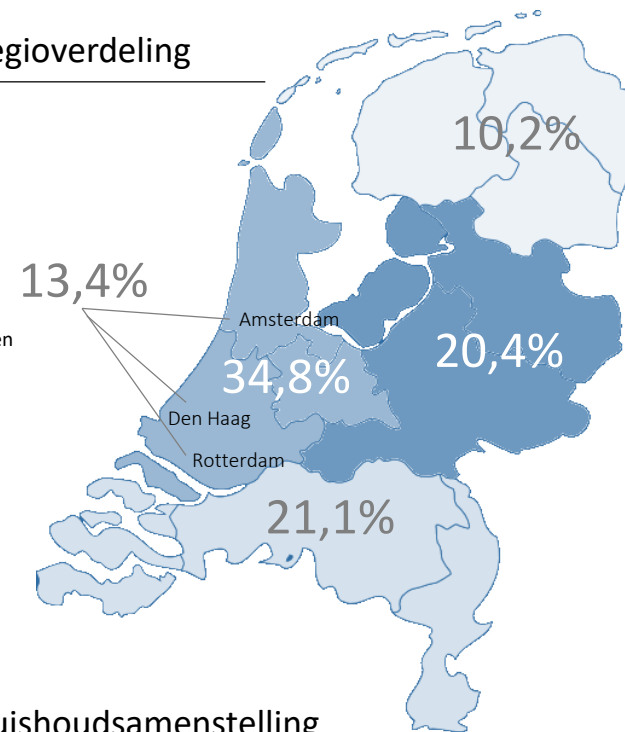 egioverdeling
10,2%
13,4%
Amsterdam
en
20,4%
34,8%
Den Haag
Rotterdam
21,1%
uishoudsamenstelling